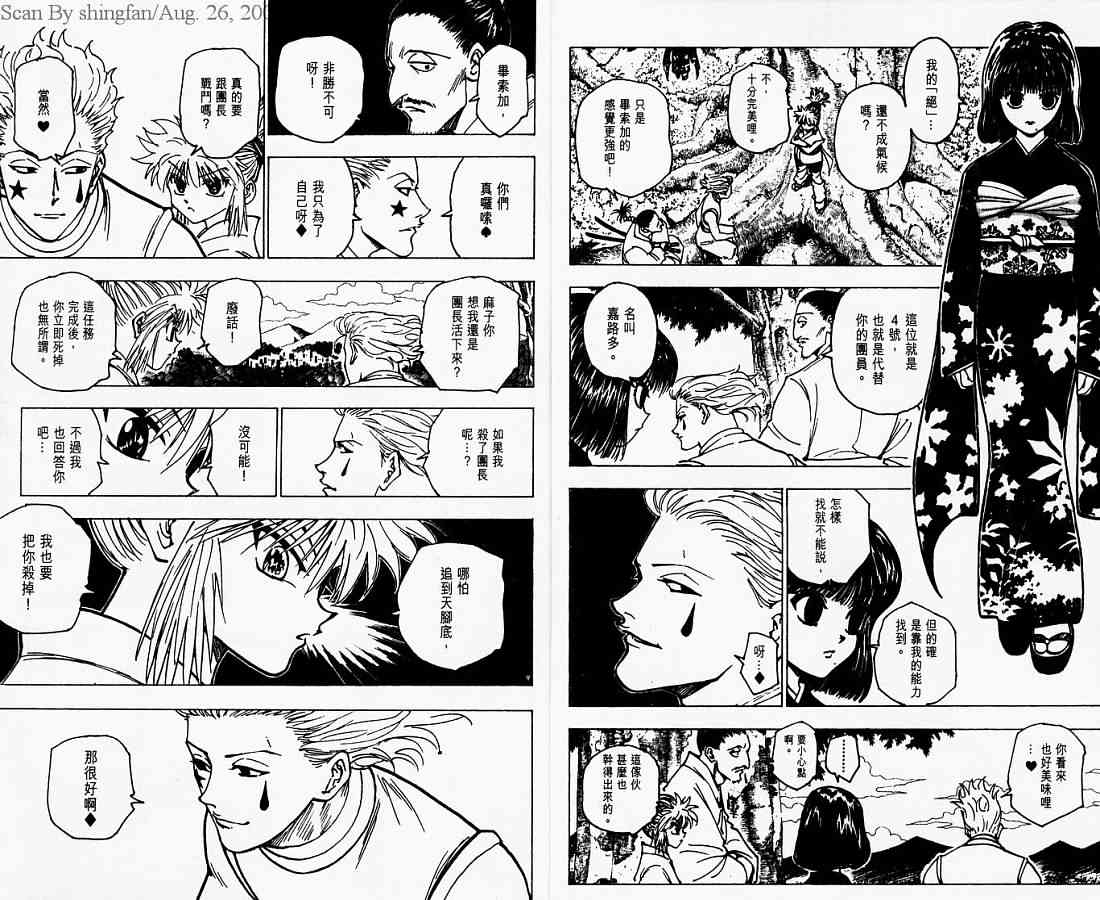 Scan By shingfan/Aug. 26, 200
我的「絕」…
還不成氣候
嗎？
不．
十分完美哩。
只是
畢索加的
感覺更強吧！
這位就是
4號，
也就是代替
你的團員。
名叫
嘉路多。
怎樣
找就不能說，
但的確
是靠我的能力
找到。
呀…♦
你看來
也好美味哩
…♥
………
要小心點
啊。
這傢伙
甚麼也
幹得出來的。
畢索加，
非勝不可
呀！
真的要
跟團長
戰鬥嗎？
當然♥
你們
真囉嗦♠
我只為了
自己呀♦
麻子你
想我還是
團長活下來？
廢話！
這任務
完成後，
你立即死掉
也無所謂。
如果我
殺了團長
呢…？
沒可能！
不過我
也回答你
吧…
哪怕
追到天腳底，
我也要
把你殺掉！
那很好啊♦